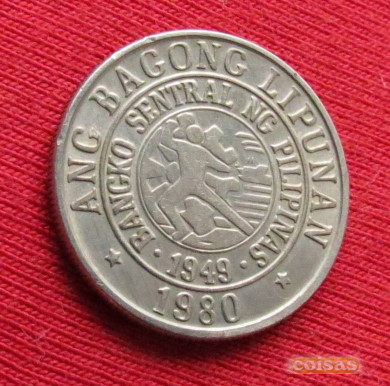 ANG BAGONG LIPUNAN
BANGKO SENTRAL NG PILIPINAS
· 1949 ·
1980
coisas